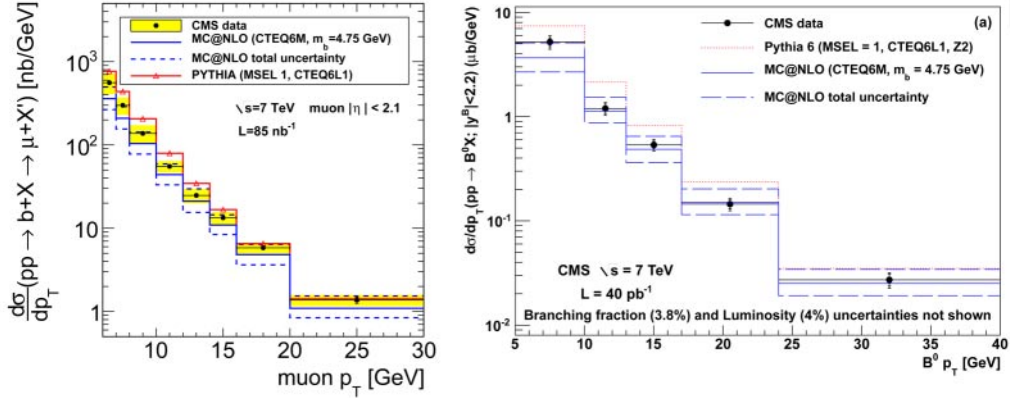 CMS data
MC@NLO (CTEQ6M, m_b=4.75 GeV)
MC@NLO total uncertainty
PYTHIA (MSEL 1, CTEQ6L1)
\s=7 TeV muon |η| < 2.1
L=85 nb⁻¹
dσ/dp_T (pp → b+X → μ+X') [nb/GeV]
10³
10²
10
1
10 15 20 25 30
muon p_T [GeV]
(a)
CMS data
Pythia 6 (MSEL = 1, CTEQ6L1, Z2)
MC@NLO (CTEQ6M, m_b = 4.75 GeV)
MC@NLO total uncertainty
dσ/dp_T(pp → B⁰X; |y^B|<2.2) (μb/GeV)
10
1
10⁻¹
10⁻²
CMS \s = 7 TeV
L = 40 pb⁻¹
Branching fraction (3.8%) and Luminosity (4%) uncertainties not shown
5 10 15 20 25 30 35 40
B⁰ p_T [GeV]